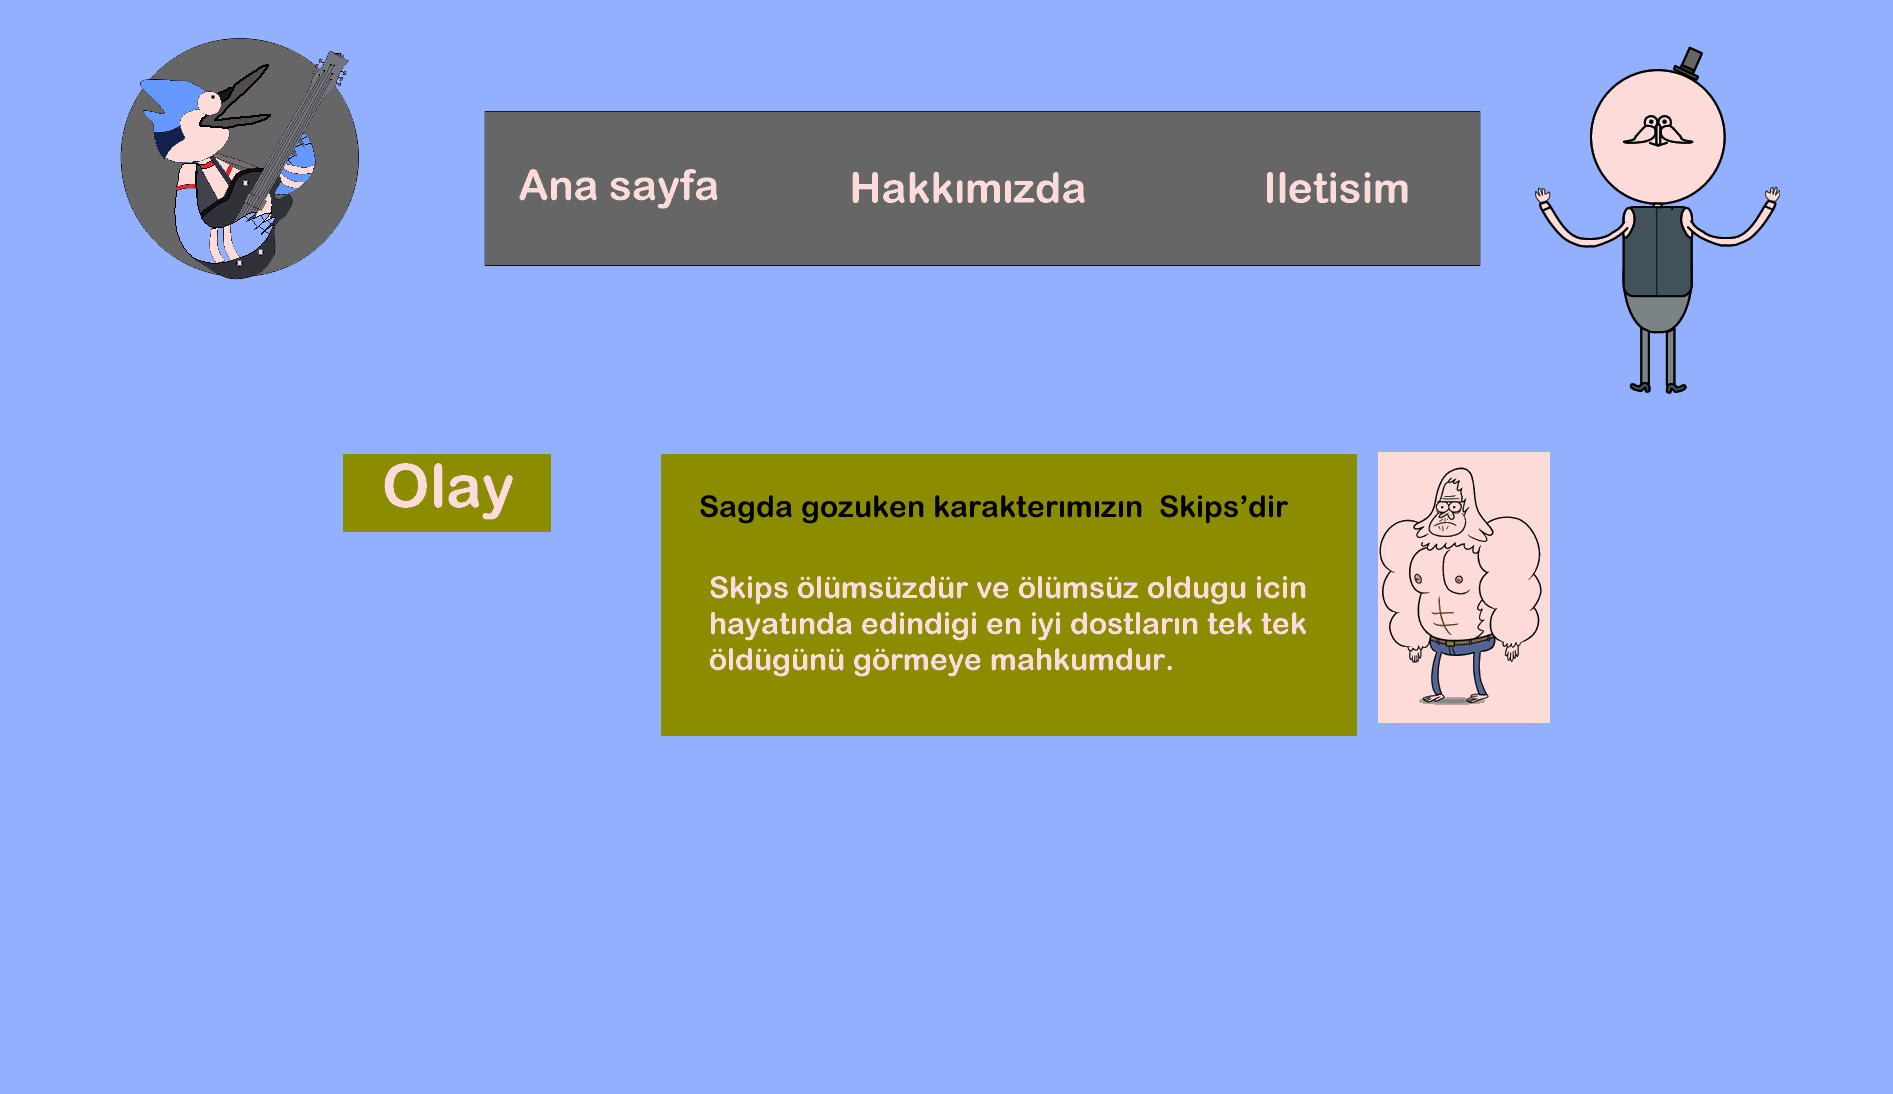 Ana sayfa
Hakkımızda
Iletisim
Olay
Sagda gozuken karakterımızın Skips’dir
Skips ölümsüzdür ve ölümsüz oldugu icin
hayatında edindigi en iyi dostların tek tek
öldügünü görmeye mahkumdur.